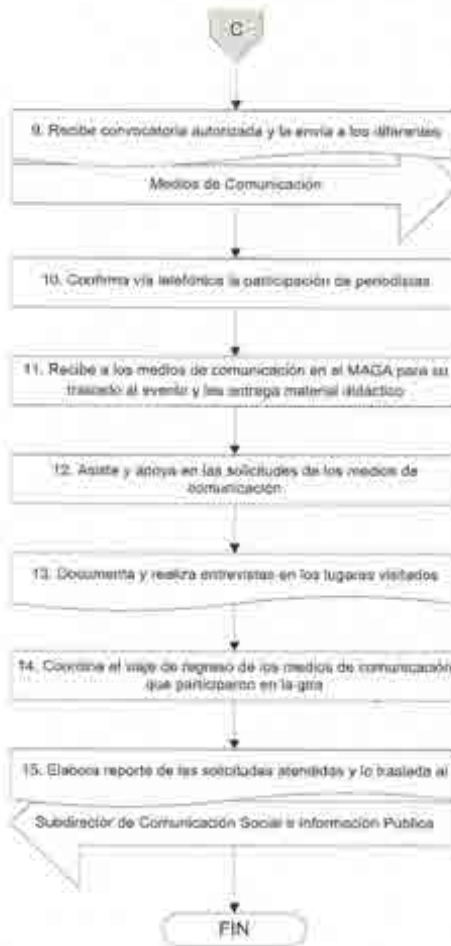 C
9. Recibe convocatoria autorizada y la envía a los diferentes
Medios de Comunicación
10. Confirma vía telefónica la participación de periodistas
11. Recibe a los medios de comunicación en el MAGA para su
traslado al evento y les entrega material didáctico
12. Asiste y apoya en las solicitudes de los medios de
comunicación
13. Documenta y realiza entrevistas en los lugares visitados
14. Coordina el viaje de regreso de los medios de comunicación
que participaron en la gira
15. Elabora reporte de las solicitudes atendidas y lo traslada al
Subdirector de Comunicación Social e Información Pública
FIN